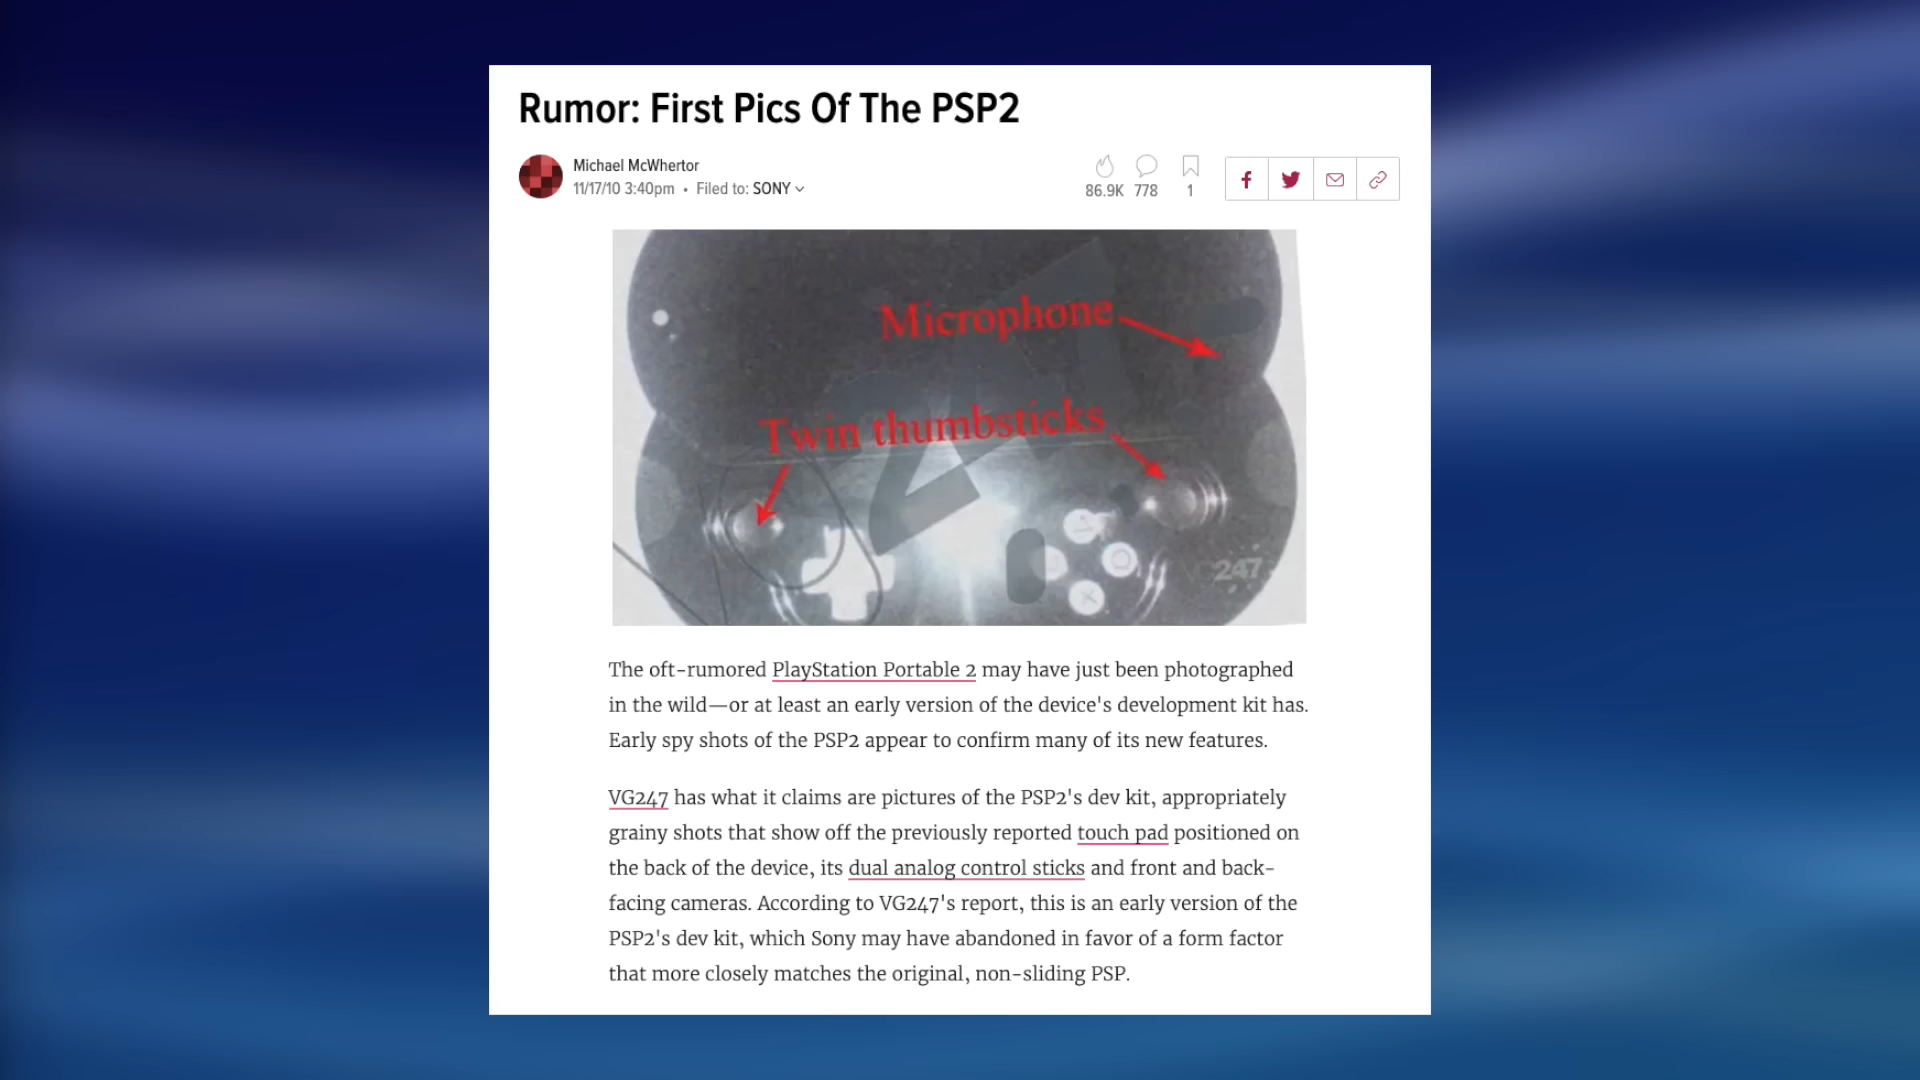 Rumor: First Pics Of The PSP2
Michael McWhertor
11/17/10 3:40pm • Filed to: SONY
86.9K 778 1
Microphone
Twin thumbsticks
VG247
The oft-rumored PlayStation Portable 2 may have just been photographed
in the wild—or at least an early version of the device's development kit has.
Early spy shots of the PSP2 appear to confirm many of its new features.
VG247 has what it claims are pictures of the PSP2's dev kit, appropriately
grainy shots that show off the previously reported touch pad positioned on
the back of the device, its dual analog control sticks and front and back-
facing cameras. According to VG247's report, this is an early version of the
PSP2's dev kit, which Sony may have abandoned in favor of a form factor
that more closely matches the original, non-sliding PSP.